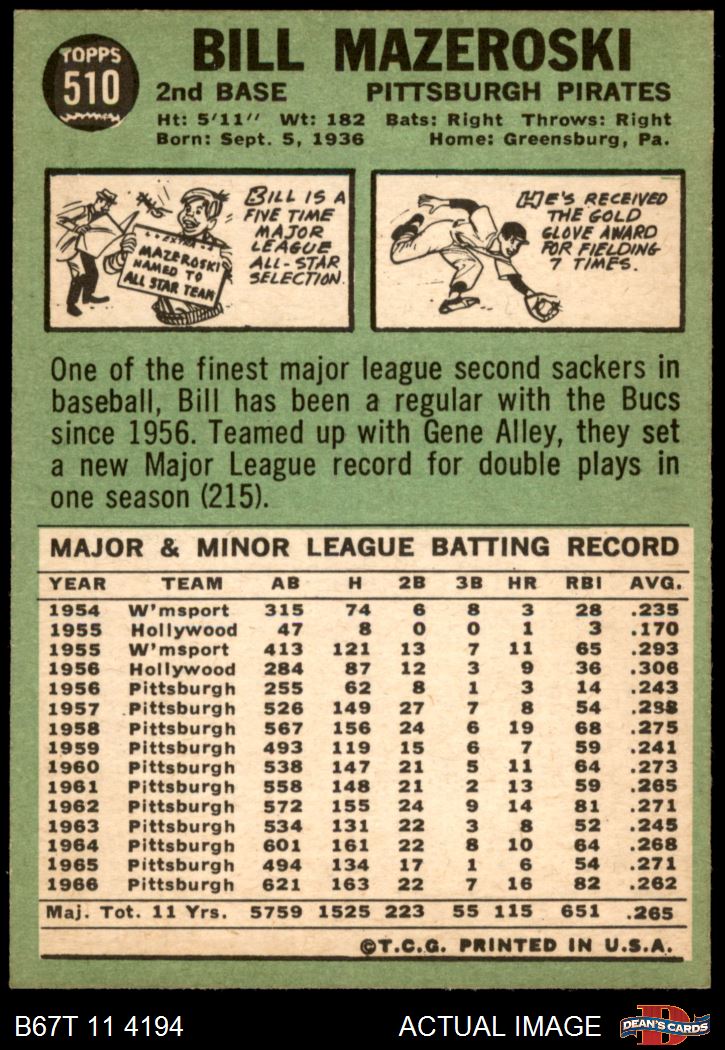 TOPPS
510
BILL MAZEROSKI
2nd BASE PITTSBURGH PIRATES
Ht: 5'11" Wt: 182 Bats: Right Throws: Right
Born: Sept. 5, 1936 Home: Greensburg, Pa.
EXTRA
MAZEROSKI
NAMED TO
ALL STAR TEAM
BILL IS A
FIVE TIME
MAJOR
LEAGUE
ALL-STAR
SELECTION.
HE'S RECEIVED
THE GOLD
GLOVE AWARD
FOR FIELDING
7 TIMES.
One of the finest major league second sackers in
baseball, Bill has been a regular with the Bucs
since 1956. Teamed up with Gene Alley, they set
a new Major League record for double plays in
one season (215).
MAJOR & MINOR LEAGUE BATTING RECORD
YEAR TEAM AB H 2B 3B HR RBI AVG.
1954 W'msport 315 74 6 8 3 28 .235
1955 Hollywood 47 8 0 0 1 3 .170
1955 W'msport 413 121 13 7 11 65 .293
1956 Hollywood 284 87 12 3 9 36 .306
1956 Pittsburgh 255 62 8 1 3 14 .243
1957 Pittsburgh 526 149 27 7 8 54
1958 Pittsburgh 567 156 24 6 19 68 .275
1959 Pittsburgh 493 119 15 6 7 59 .241
1960 Pittsburgh 538 147 21 5 11 64 .273
1961 Pittsburgh 558 148 21 2 13 59 .265
1962 Pittsburgh 572 155 24 9 14 81 .271
1963 Pittsburgh 534 131 22 3 8 52 .245
1964 Pittsburgh 601 161 22 8 10 64 .268
1965 Pittsburgh 494 134 17 1 6 54 .271
1966 Pittsburgh 621 163 22 7 16 82 .262
Maj. Tot. 11 Yrs. 5759 1525 223 55 115 651 .265
©T.C.G. PRINTED IN U.S.A.
B67T 11 4194 ACTUAL IMAGE D DEAN'S CARDS